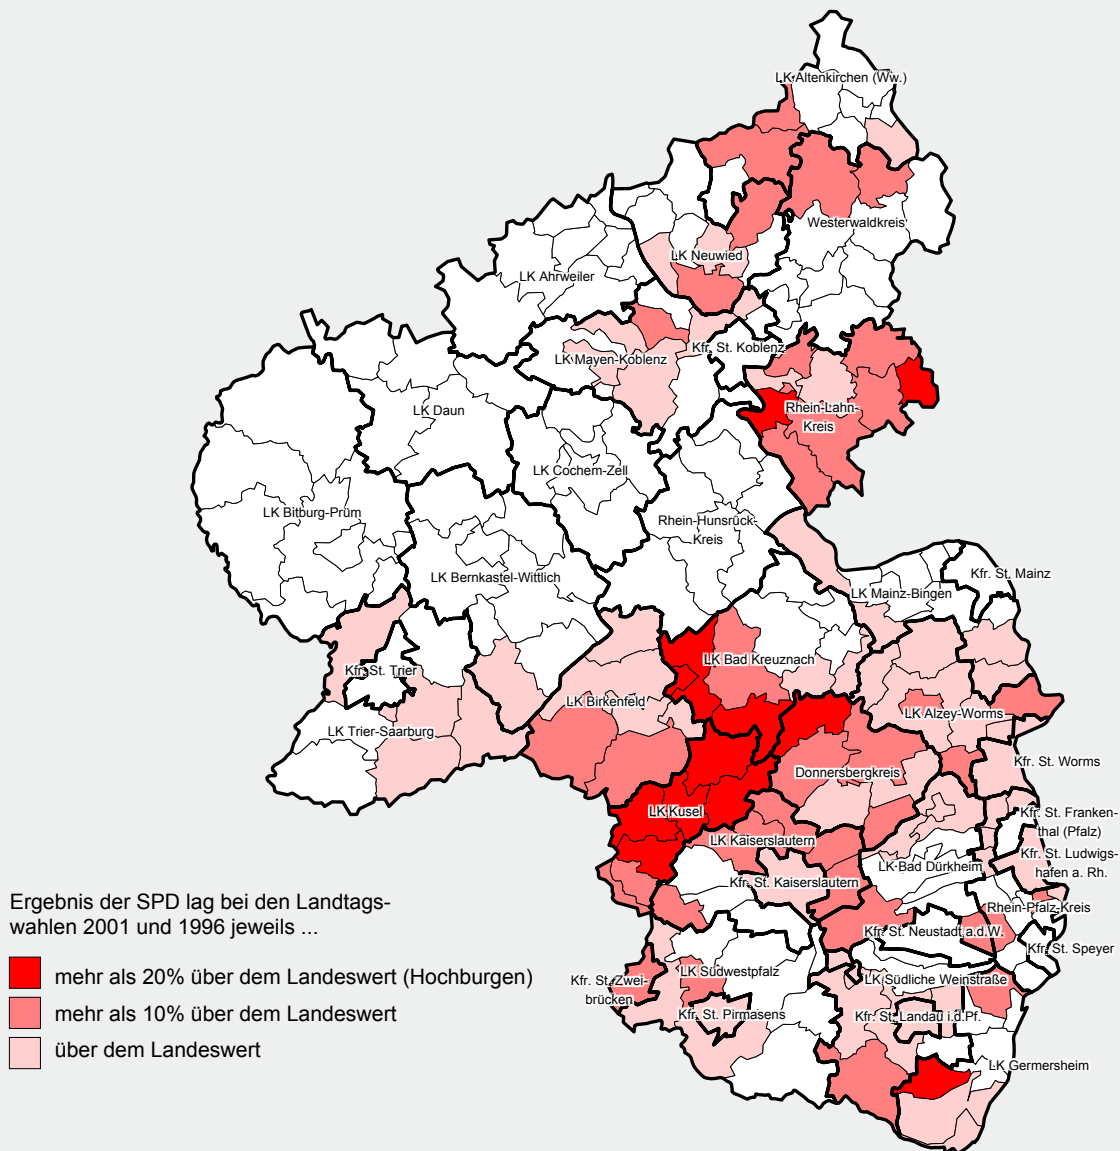 LK Altenkirchen (Ww.)
Westerwaldkreis
LK Neuwied
LK Ahrweiler
Kfr. St. Koblenz
LK Mayen-Koblenz
LK Daun
Rhein-Lahn-
Kreis
LK Cochem-Zell
LK Bitburg-Prüm
Rhein-Hunsrück-
Kreis
Kfr. St. Mainz
LK Bernkastel-Wittlich
LK Mainz-Bingen
LK Bad Kreuznach
Kfr. St. Trier
LK Birkenfeld
LK Alzey-Worms
LK Trier-Saarburg
Kfr. St. Worms
Donnersbergkreis
LK Kusel
Kfr. St. Franken-
thal (Pfalz)
LK Kaiserslautern
Kfr. St. Ludwigs-
hafen a. Rh.
LK Bad Dürkheim
Kfr. St. Kaiserslautern
Rhein-Pfalz-Kreis
Kfr. St. Neustadt a.d.W.
Kfr. St. Speyer
LK Südwestpfalz
Kfr. St. Zwei-
brücken
LK Südliche Weinstraße
Kfr. St. Pirmasens
Kfr. St. Landau i.d.Pf.
LK Germersheim
Ergebnis der SPD lag bei den Landtags-
wahlen 2001 und 1996 jeweils ...
mehr als 20% über dem Landeswert (Hochburgen)
mehr als 10% über dem Landeswert
über dem Landeswert